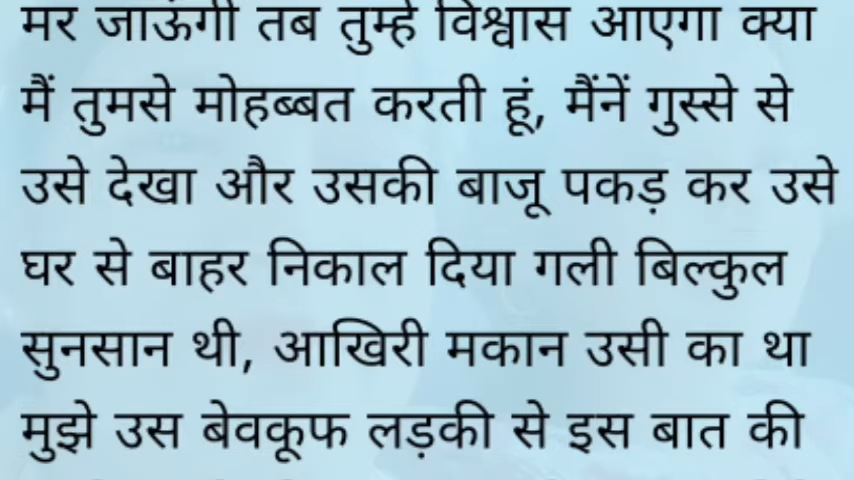 मर जाऊंगी तब तुम्हे विश्वास आएगा क्या
मैं तुमसे मोहब्बत करती हूं, मैंनें गुस्से से
उसे देखा और उसकी बाजू पकड़ कर उसे
घर से बाहर निकाल दिया गली बिल्कुल
सुनसान थी, आखिरी मकान उसी का था
मुझे उस बेवकूफ लड़की से इस बात की